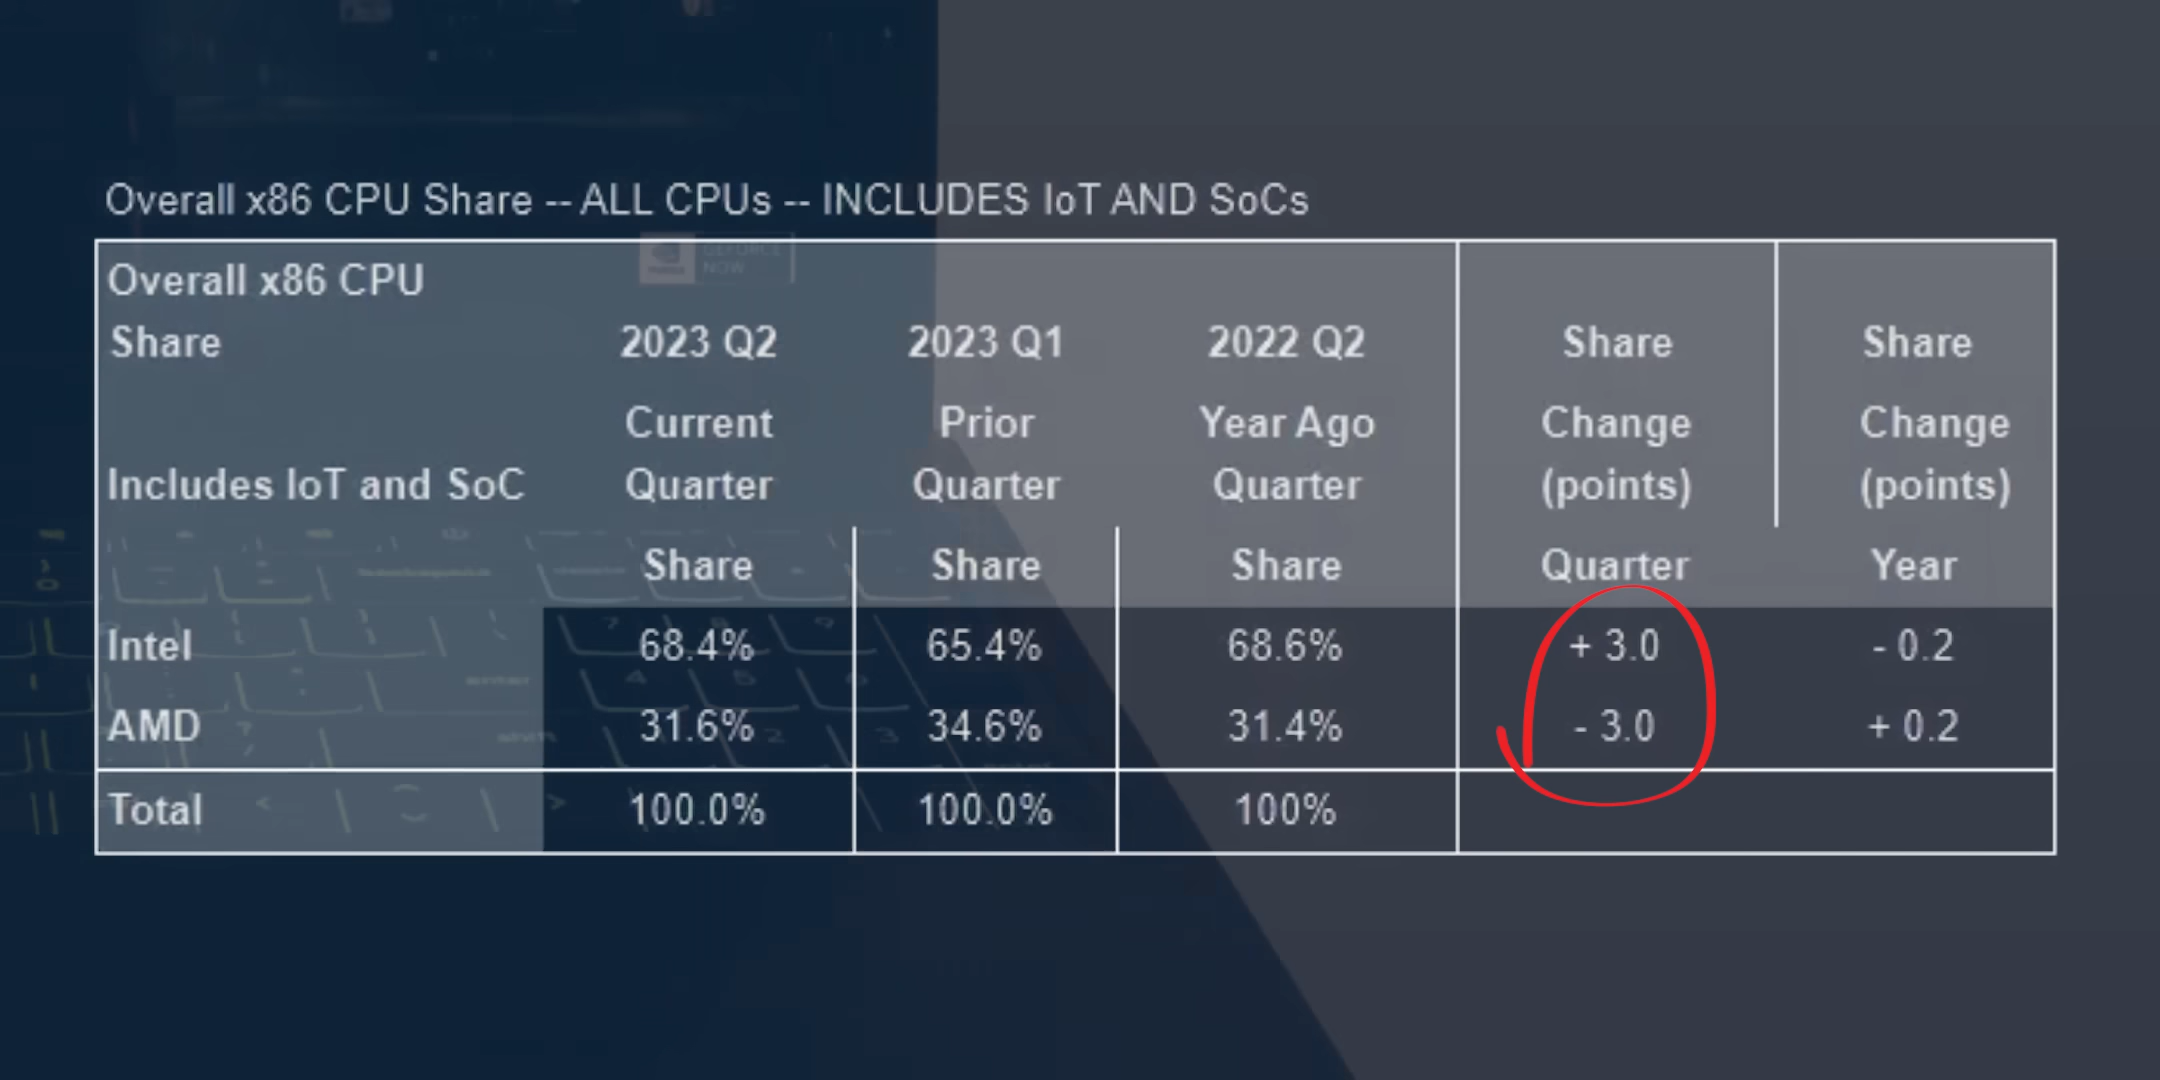 Overall x86 CPU Share -- ALL CPUs -- INCLUDES IoT AND SoCs
Overall x86 CPU
Share 2023 Q2 2023 Q1 2022 Q2 Share Share
Current Prior Year Ago Change Change
Includes IoT and SoC Quarter Quarter Quarter (points) (points)
Share Share Share Quarter Year
Intel 68.4% 65.4% 68.6% + 3.0 - 0.2
AMD 31.6% 34.6% 31.4% - 3.0 + 0.2
Total 100.0% 100.0% 100%
GEFORCE
NOW